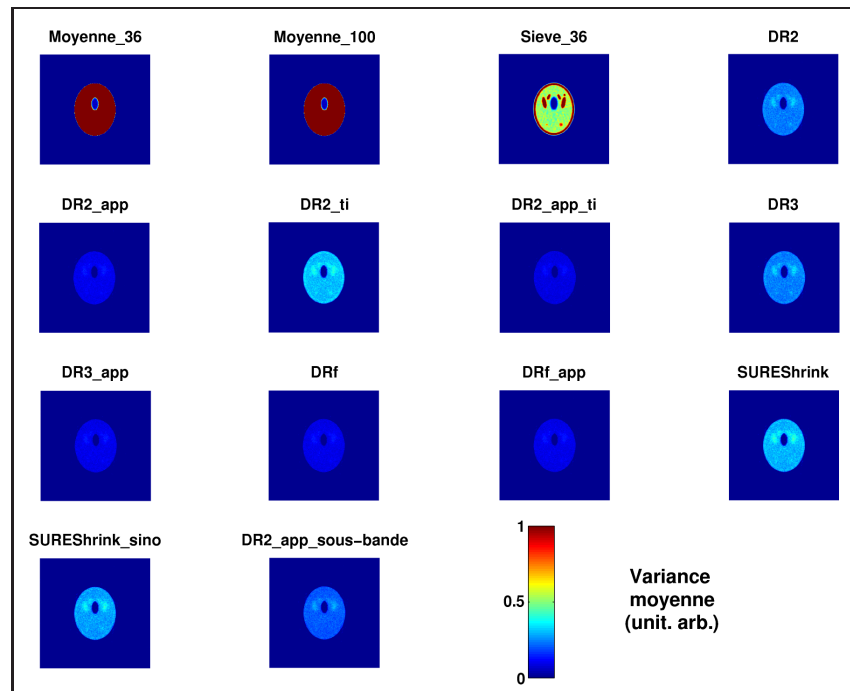 Moyenne_36 Moyenne_100 Sieve_36 DR2
DR2_app DR2_ti DR2_app_ti DR3
DR3_app DRf DRf_app SUREShrink
SUREShrink_sino DR2_app_sous-bande
1
0.5
0
Variance
moyenne
(unit. arb.)